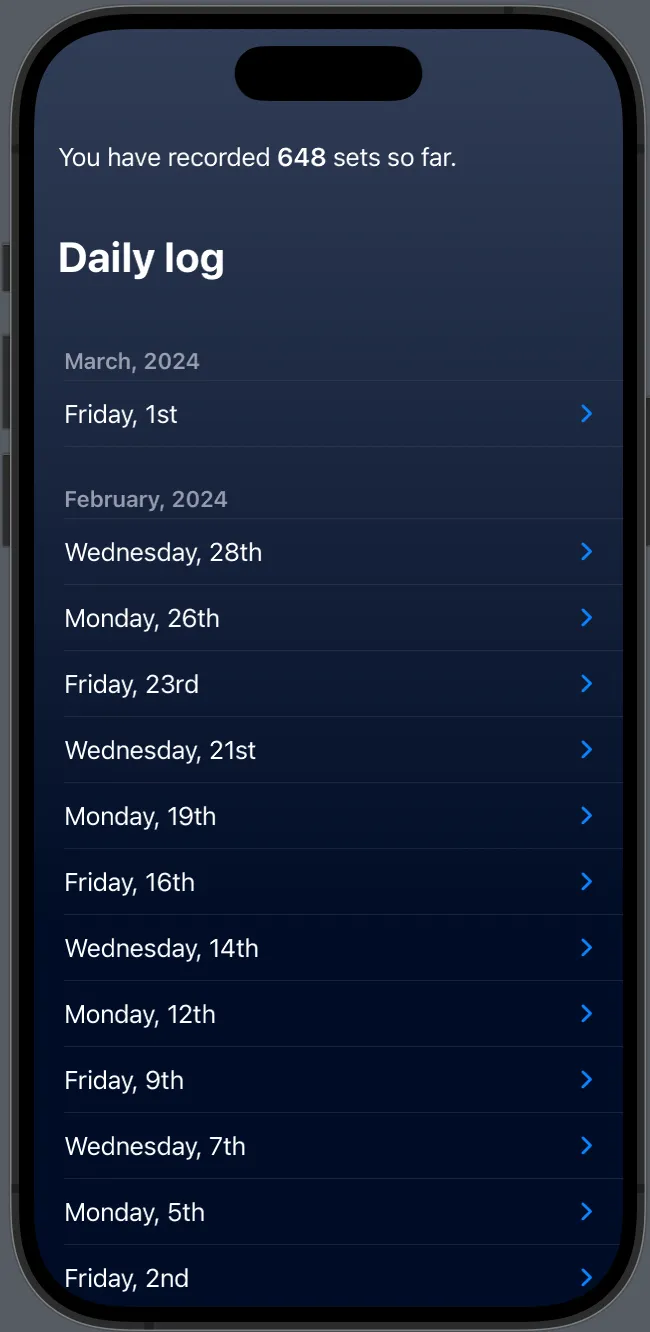 You have recorded 648 sets so far.
Daily log
March, 2024
Friday, 1st
February, 2024
Wednesday, 28th
Monday, 26th
Friday, 23rd
Wednesday, 21st
Monday, 19th
Friday, 16th
Wednesday, 14th
Monday, 12th
Friday, 9th
Wednesday, 7th
Monday, 5th
Friday, 2nd